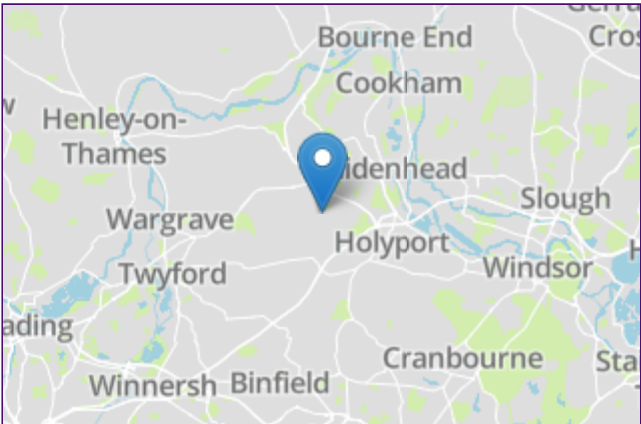 Bourne End
Cros
Cookham
Henley-on-
Thames
idenhead
Slough
Wargrave
Holyport
Windsor
Twyford
ading
Cranbourne
Sta
Winnersh
Binfield